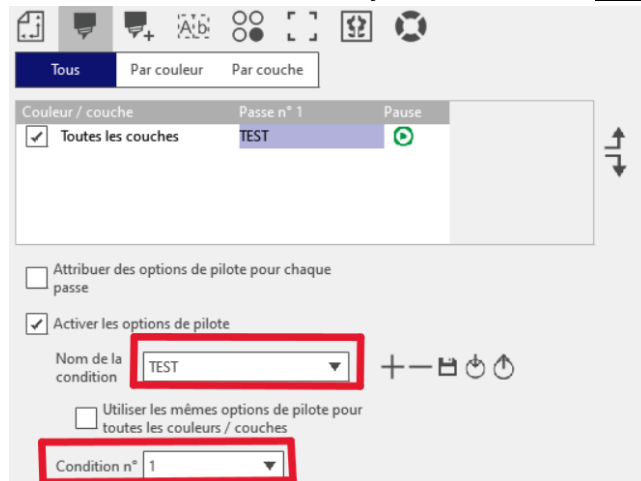 A b
Tous Par couleur Par couche
Couleur / couche Passe n° 1 Pause
Toutes les couches TEST
Attribuer des options de pilote pour chaque
passe
Activer les options de pilote
Nom de la
condition
TEST
Utiliser les mêmes options de pilote pour
toutes les couleurs / couches
Condition n° 1